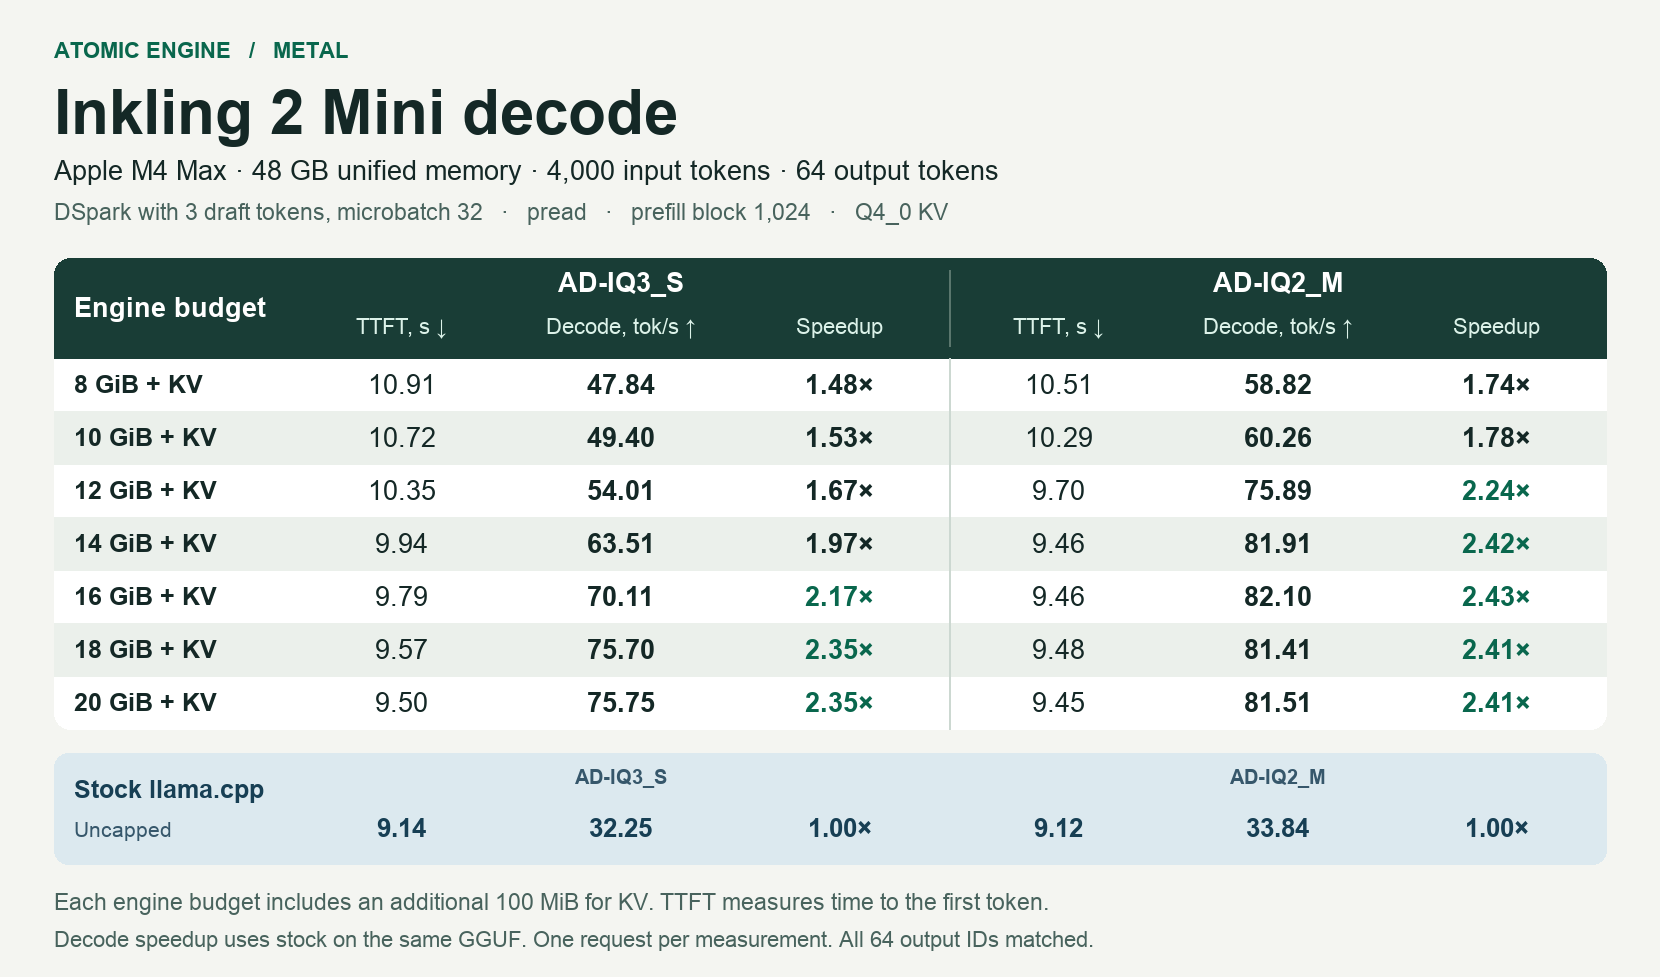 ATOMIC ENGINE / METAL
Inkling 2 Mini decode
Apple M4 Max · 48 GB unified memory · 4,000 input tokens · 64 output tokens
DSpark with 3 draft tokens, microbatch 32 · pread · prefill block 1,024 · Q4_0 KV
AD-IQ3_S AD-IQ2_M
Engine budget
TTFT, s ↓ Decode, tok/s ↑ Speedup TTFT, s ↓ Decode, tok/s ↑ Speedup
8 GiB + KV 10.91 47.84 1.48× 10.51 58.82 1.74×
10 GiB + KV 10.72 49.40 1.53× 10.29 60.26 1.78×
12 GiB + KV 10.35 54.01 1.67× 9.70 75.89 2.24×
14 GiB + KV 9.94 63.51 1.97× 9.46 81.91 2.42×
16 GiB + KV 9.79 70.11 2.17× 9.46 82.10 2.43×
18 GiB + KV 9.57 75.70 2.35× 9.48 81.41 2.41×
20 GiB + KV 9.50 75.75 2.35× 9.45 81.51 2.41×
AD-IQ3_S AD-IQ2_M
Stock llama.cpp
Uncapped 9.14 32.25 1.00× 9.12 33.84 1.00×
Each engine budget includes an additional 100 MiB for KV. TTFT measures time to the first token.
Decode speedup uses stock on the same GGUF. One request per measurement. All 64 output IDs matched.